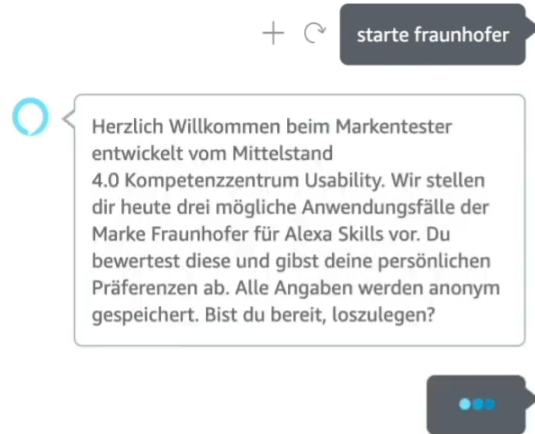 starte fraunhofer
Herzlich Willkommen beim Markentester
entwickelt vom Mittelstand
4.0 Kompetenzzentrum Usability. Wir stellen
dir heute drei mögliche Anwendungsfälle der
Marke Fraunhofer für Alexa Skills vor. Du
bewertest diese und gibst deine persönlichen
Präferenzen ab. Alle Angaben werden anonym
gespeichert. Bist du bereit, loszulegen?